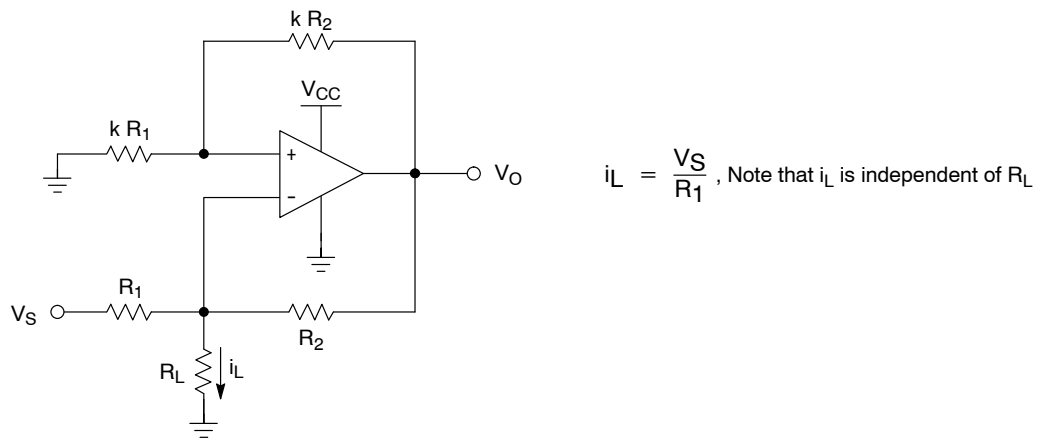 k R2
VCC
k R1
+
−
VO
R1
VS
R2
RL
iL
iL = VS / R1 , Note that iL is independent of RL